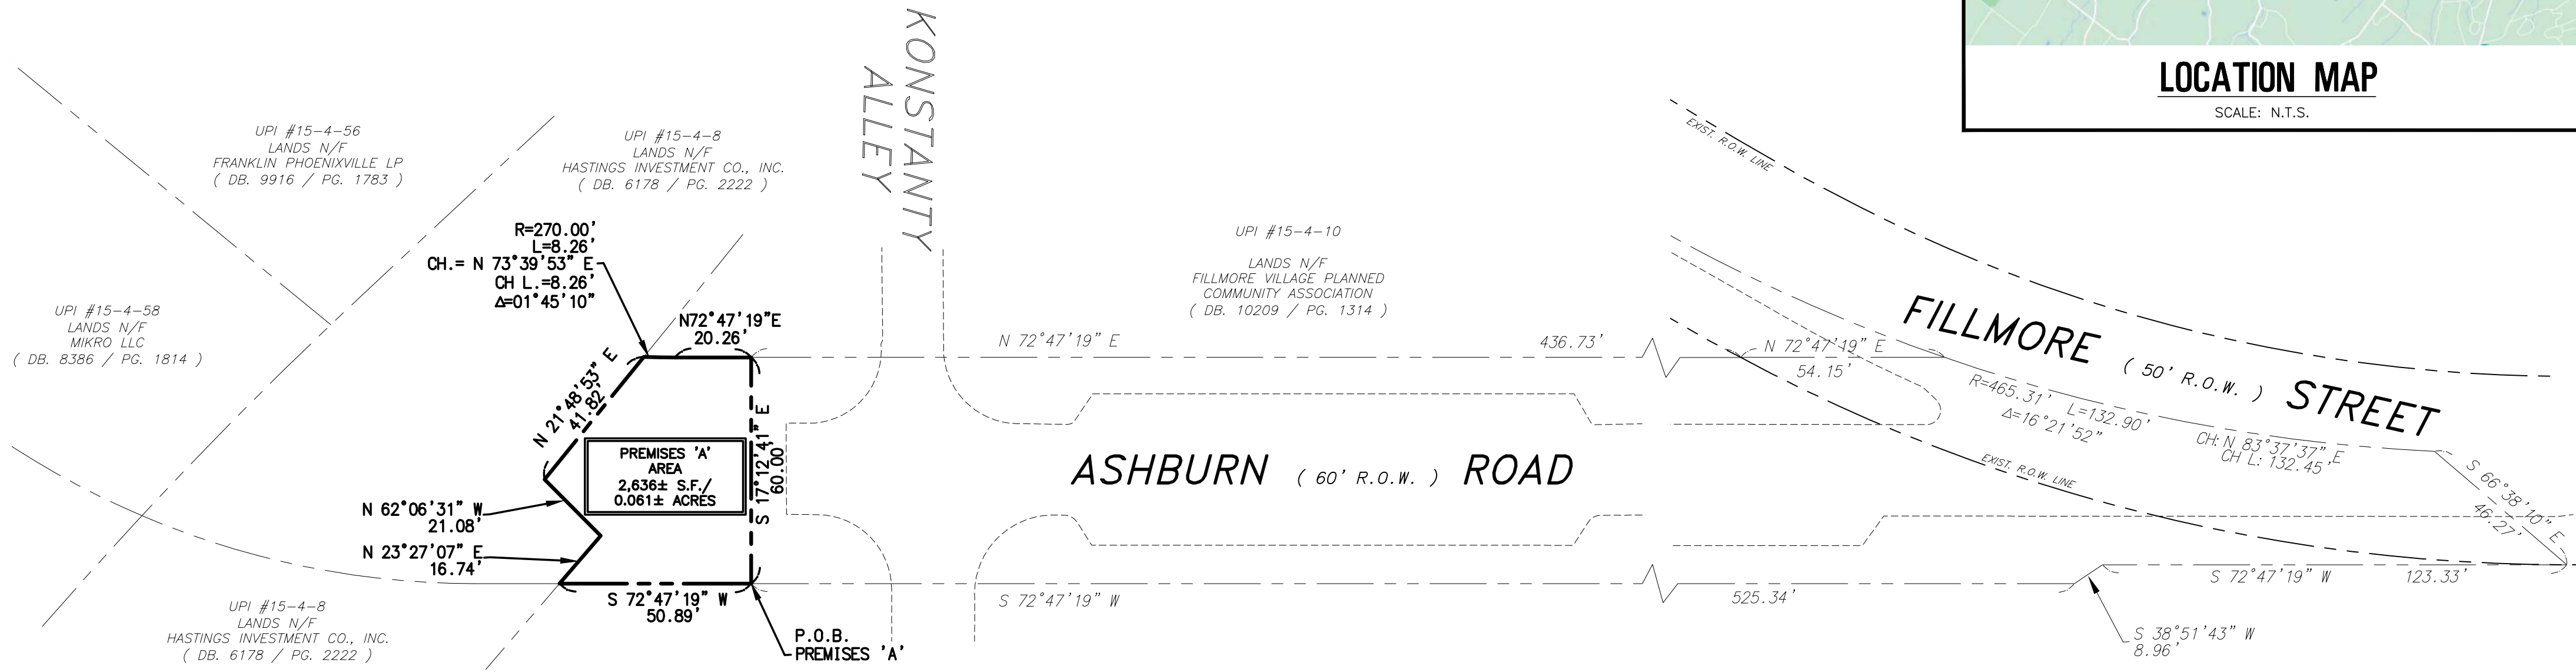 LOCATION MAP
SCALE: N.T.S.
KONSTANTY
ALLEY
UPI #15-4-56
LANDS N/F
FRANKLIN PHOENIXVILLE LP
( DB. 9916 / PG. 1783 )
UPI #15-4-8
LANDS N/F
HASTINGS INVESTMENT CO., INC.
( DB. 6178 / PG. 2222 )
EXIST. R.O.W. LINE
R=270.00'
L=8.26'
CH.= N 73°39'53" E
CH L.=8.26'
Δ=01°45'10"
UPI #15-4-10
LANDS N/F
FILLMORE VILLAGE PLANNED
COMMUNITY ASSOCIATION
( DB. 10209 / PG. 1314 )
UPI #15-4-58
LANDS N/F
MIKRO LLC
( DB. 8386 / PG. 1814 )
N72°47'19"E
20.26'
N 72°47'19" E
436.73'
N 72°47'19" E
54.15'
FILLMORE ( 50' R.O.W. ) STREET
R=465.31' L=132.90'
Δ=16°21'52"
CH: N 83°37'37" E
CH L: 132.45'
N 21°48'53" E
41.82'
PREMISES 'A'
AREA
2,636± S.F./
0.061± ACRES
S 17°12'41" E
60.00'
ASHBURN ( 60' R.O.W. ) ROAD
EXIST. R.O.W. LINE
S 66°38'10" E
46.27'
N 62°06'31" W
21.08'
N 23°27'07" E
16.74'
S 72°47'19" W
50.89'
S 72°47'19" W
525.34'
S 72°47'19" W
123.33'
S 38°51'43" W
8.96'
UPI #15-4-8
LANDS N/F
HASTINGS INVESTMENT CO., INC.
( DB. 6178 / PG. 2222 )
P.O.B.
PREMISES 'A'